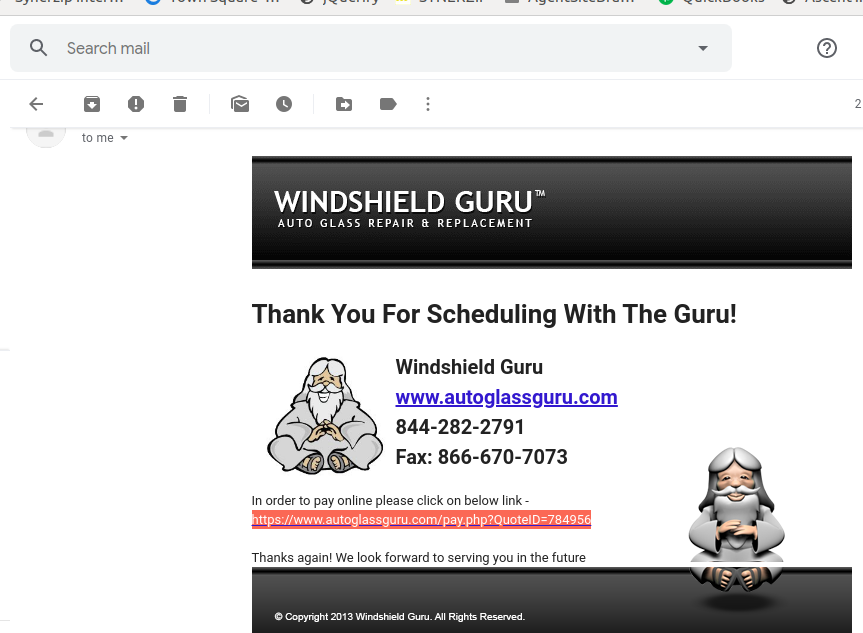 Search mail
2
to me
WINDSHIELD GURU™
AUTO GLASS REPAIR & REPLACEMENT
Thank You For Scheduling With The Guru!
Windshield Guru
www.autoglassguru.com
844-282-2791
Fax: 866-670-7073
In order to pay online please click on below link -
https://www.autoglassguru.com/pay.php?QuoteID=784956
Thanks again! We look forward to serving you in the future
© Copyright 2013 Windshield Guru. All Rights Reserved.